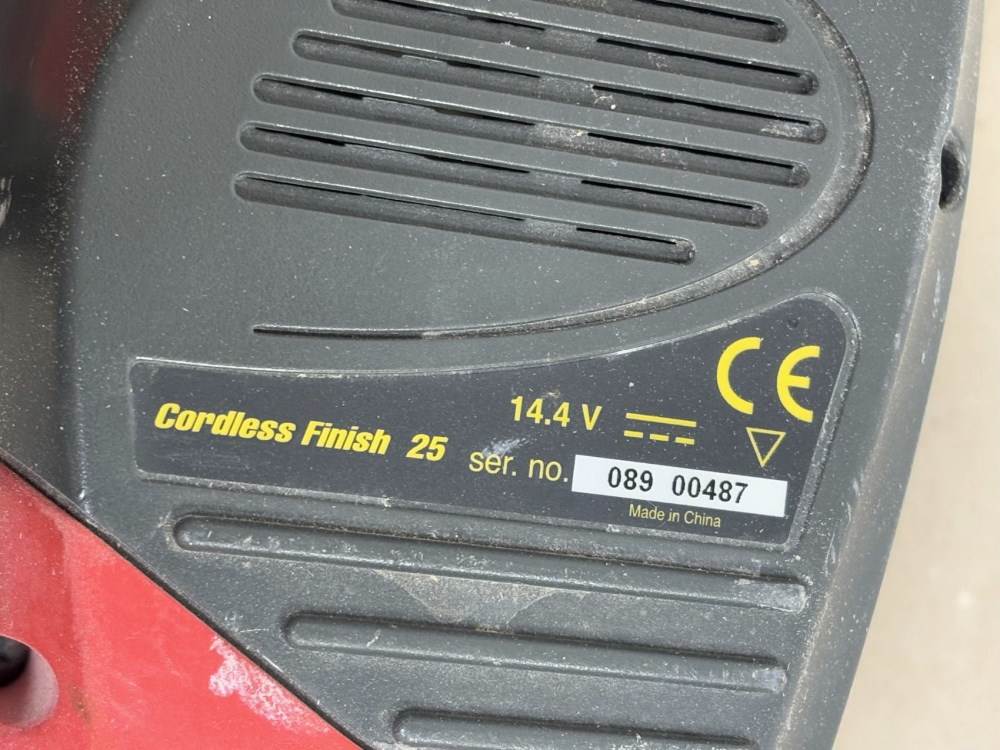 CE
14.4 V
Cordless Finish 25
ser. no. 089 00487
Made in China